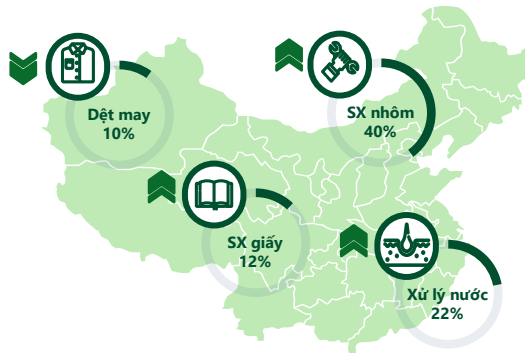 Dệt may
10%
SX nhôm
40%
SX giấy
12%
Xử lý nước
22%